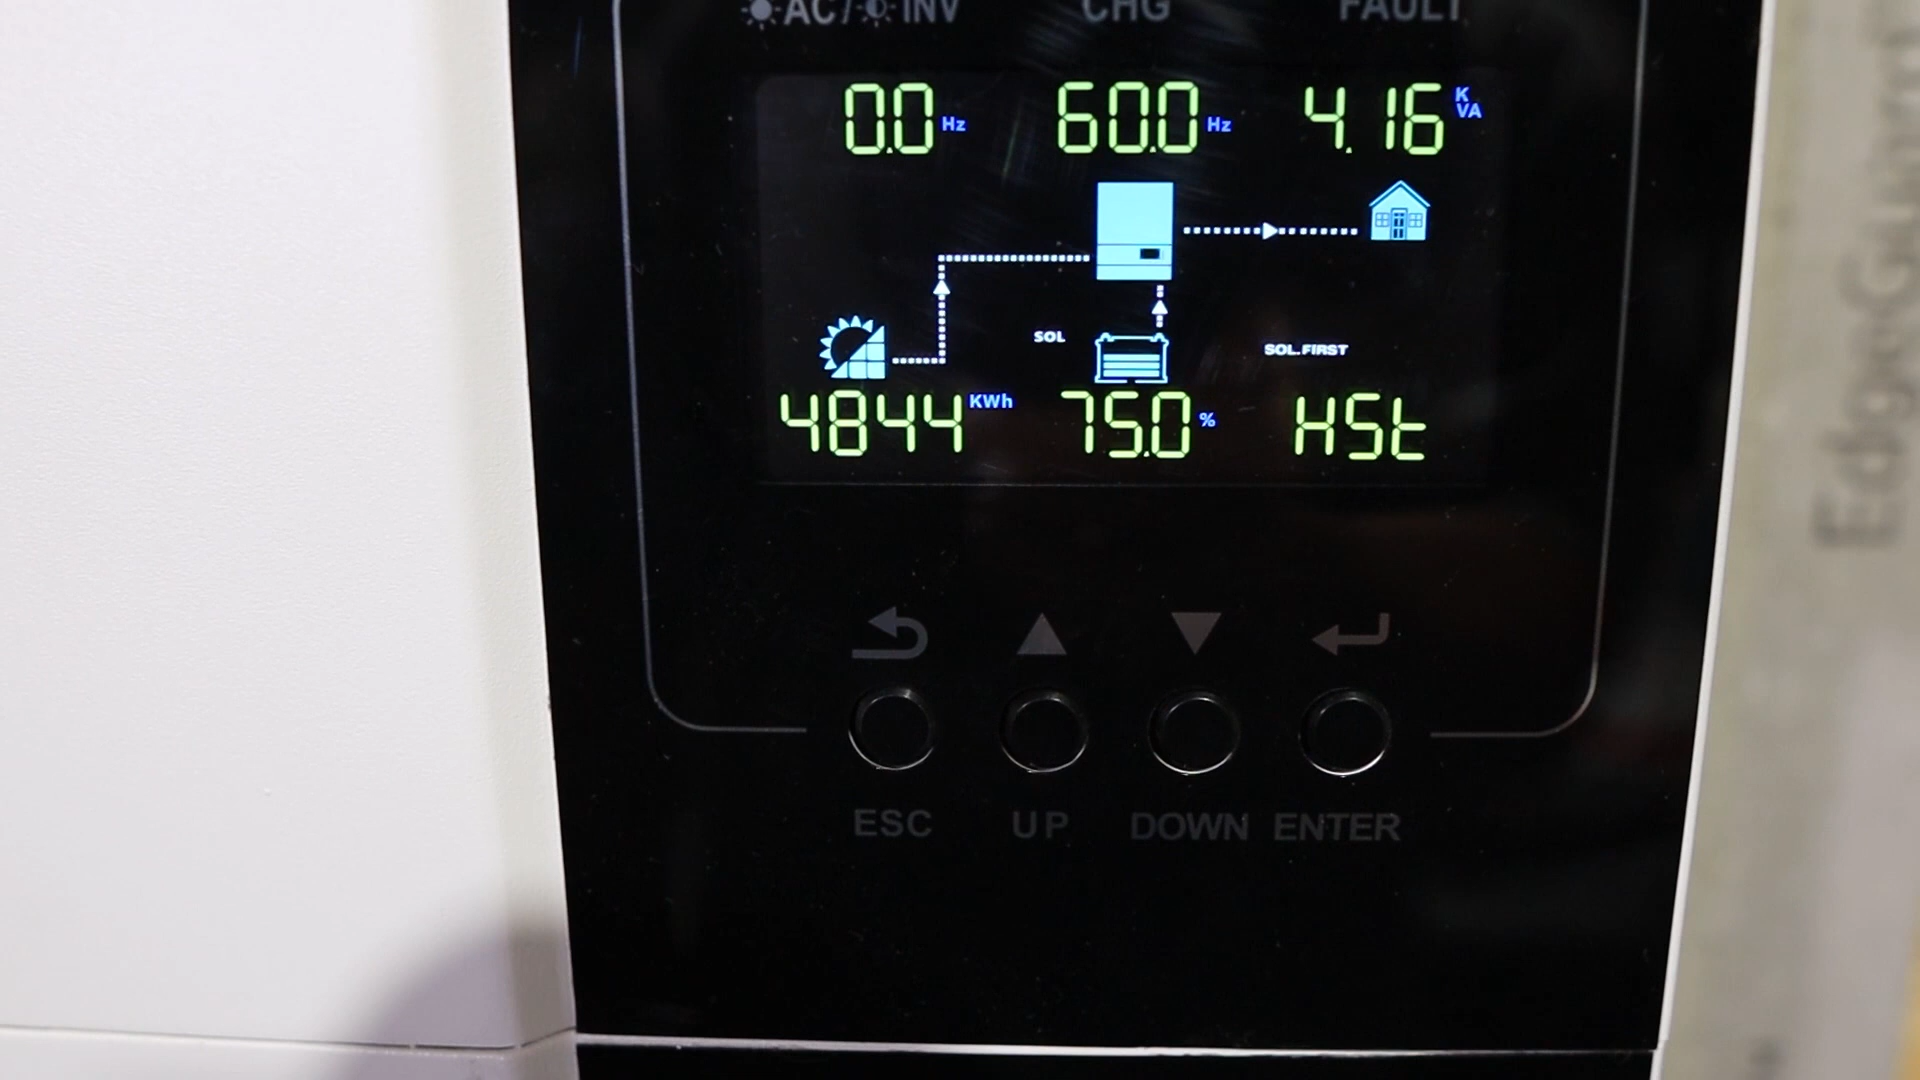 AC/ INV CHG FAULT
0.0 Hz 60.0 Hz 4.16 KVA
SOL SOL.FIRST
4844 KWh 75.0 % HSt
ESC UP DOWN ENTER
EdgeGuard